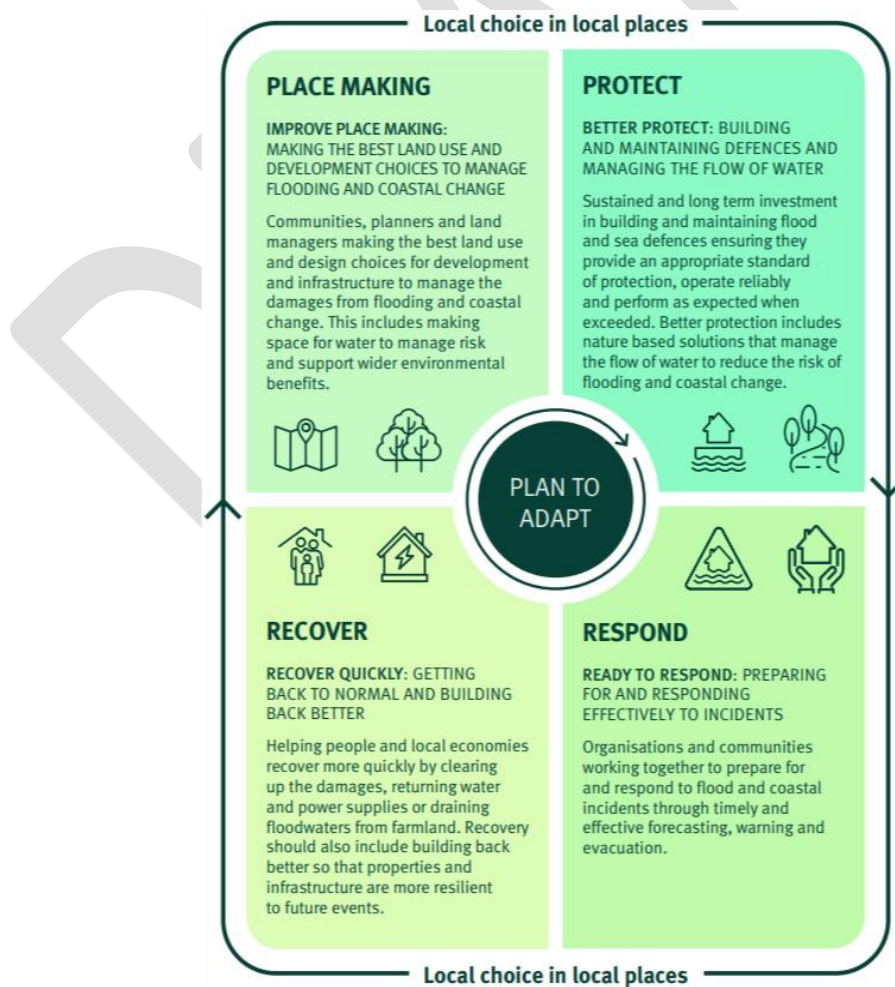 Local choice in local places
PLACE MAKING
IMPROVE PLACE MAKING:
MAKING THE BEST LAND USE AND
DEVELOPMENT CHOICES TO MANAGE
FLOODING AND COASTAL CHANGE
Communities, planners and land
managers making the best land use
and design choices for development
and infrastructure to manage the
damages from flooding and coastal
change. This includes making
space for water to manage risk
and support wider environmental
benefits.
PROTECT
BETTER PROTECT: BUILDING
AND MAINTAINING DEFENCES AND
MANAGING THE FLOW OF WATER
Sustained and long term investment
in building and maintaining flood
and sea defences ensuring they
provide an appropriate standard
of protection, operate reliably
and perform as expected when
exceeded. Better protection includes
nature based solutions that manage
the flow of water to reduce the risk of
flooding and coastal change.
PLAN TO
ADAPT
RECOVER
RECOVER QUICKLY: GETTING
BACK TO NORMAL AND BUILDING
BACK BETTER
Helping people and local economies
recover more quickly by clearing
up the damages, returning water
and power supplies or draining
floodwaters from farmland. Recovery
should also include building back
better so that properties and
infrastructure are more resilient
to future events.
RESPOND
READY TO RESPOND: PREPARING
FOR AND RESPONDING
EFFECTIVELY TO INCIDENTS
Organisations and communities
working together to prepare for
and respond to flood and coastal
incidents through timely and
effective forecasting, warning and
evacuation.
Local choice in local places